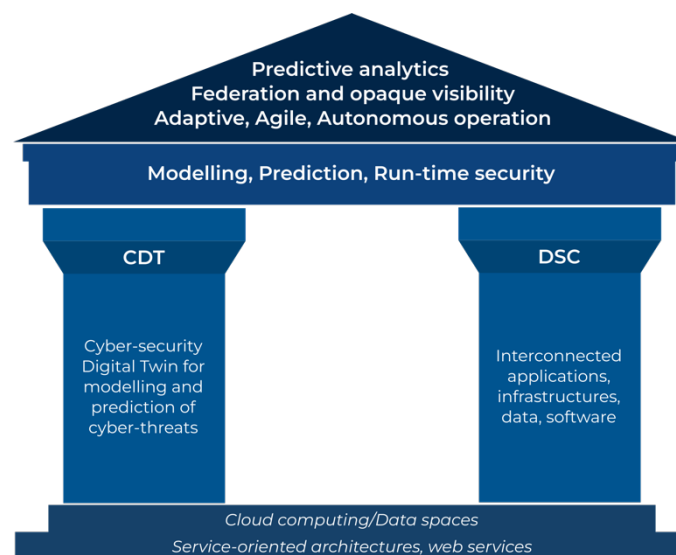 Predictive analytics
Federation and opaque visibility
Adaptive, Agile, Autonomous operation
Modelling, Prediction, Run-time security
CDT
Cyber-security
Digital Twin for
modelling and
prediction of
cyber-threats
DSC
Interconnected
applications,
infrastructures,
data, software
Cloud computing/Data spaces
Service-oriented architectures, web services